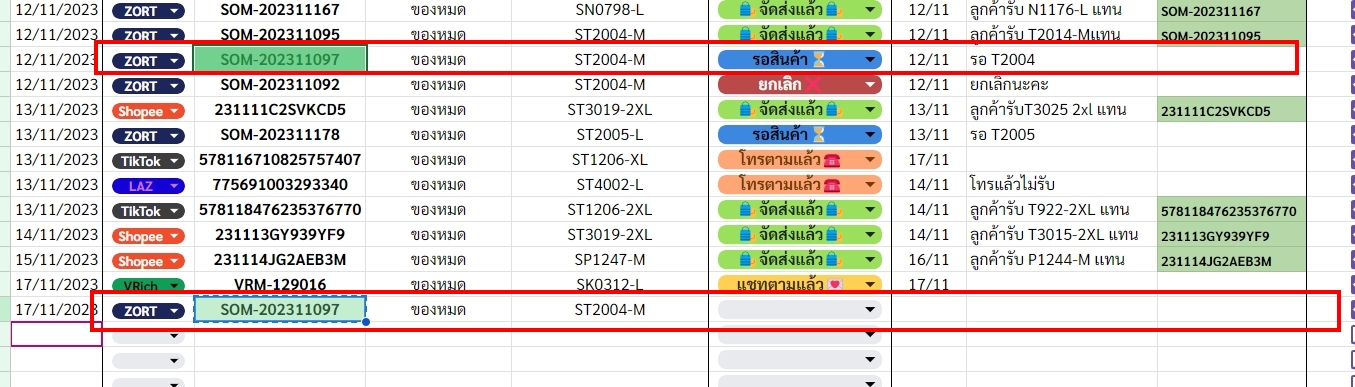 12/11/2023 ZORT SOM-202311167 ของหมด SN0798-L จัดส่งแล้ว 12/11 ลูกค้ารับ N1176-L แทน SOM-202311167
12/11/2023 ZORT SOM-202311095 ของหมด ST2004-M จัดส่งแล้ว 12/11 ลูกค้ารับ T2014-Mแทน SOM-202311095
12/11/2023 ZORT SOM-202311097 ของหมด ST2004-M รอสินค้า⏳ 12/11 รอ T2004
12/11/2023 ZORT SOM-202311092 ของหมด ST2004-M ยกเลิก❌ 12/11 ยกเลิกนะคะ
13/11/2023 Shopee 231111C2SVKCD5 ของหมด ST3019-2XL จัดส่งแล้ว 13/11 ลูกค้ารับT3025 2xl แทน 231111C2SVKCD5
13/11/2023 ZORT SOM-202311178 ของหมด ST2005-L รอสินค้า⏳ 13/11 รอ T2005
13/11/2023 TikTok 578116710825757407 ของหมด ST1206-XL โทรตามแล้ว☎️ 17/11
13/11/2023 LAZ 775691003293340 ของหมด ST4002-L โทรตามแล้ว☎️ 14/11 โทรแล้วไม่รับ
13/11/2023 TikTok 578118476235376770 ของหมด ST1206-2XL จัดส่งแล้ว 14/11 ลูกค้ารับ T922-2XL แทน 578118476235376770
13/11/2023 Shopee 231113GY939YF9 ของหมด ST3019-2XL จัดส่งแล้ว 14/11 ลูกค้ารับ T3015-2XL แทน 231113GY939YF9
15/11/2023 Shopee 231114JG2AEB3M ของหมด SP1247-M จัดส่งแล้ว 16/11 ลูกค้ารับ P1244-M แทน 231114JG2AEB3M
17/11/2023 VRich VRM-129016 ของหมด SK0312-L แชทตามแล้ว💌 17/11
17/11/2023 ZORT SOM-202311097 ของหมด ST2004-M